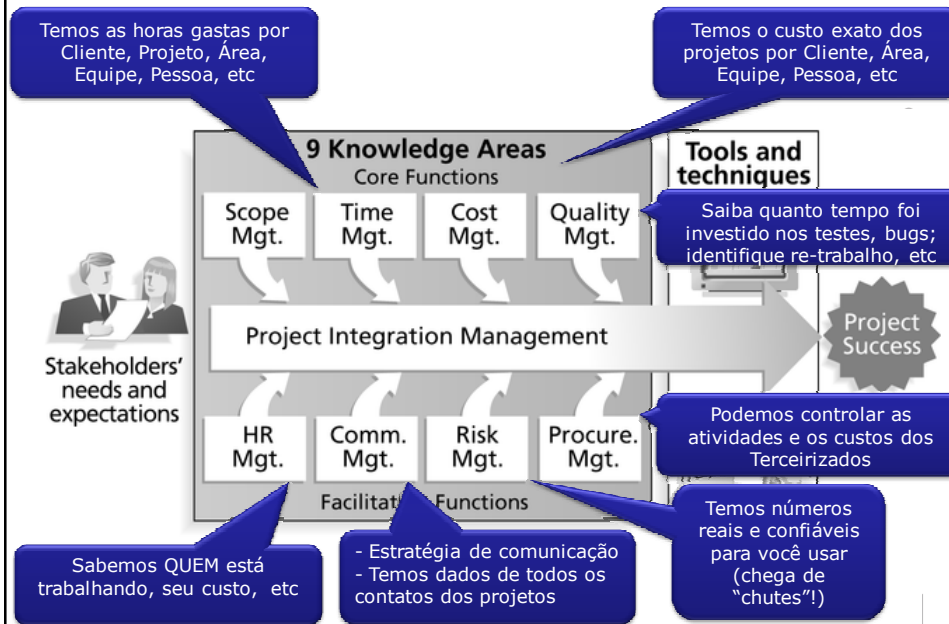 Temos as horas gastas por
Cliente, Projeto, Área,
Equipe, Pessoa, etc
Temos o custo exato dos
projetos por Cliente, Área,
Equipe, Pessoa, etc
9 Knowledge Areas
Core Functions
Tools and
techniques
Scope
Mgt.
Time
Mgt.
Cost
Mgt.
Quality
Mgt.
Saiba quanto tempo foi
investido nos testes, bugs;
identifique re-trabalho, etc
Stakeholders’
needs and
expectations
Project Integration Management
Project
Success
HR
Mgt.
Comm.
Mgt.
Risk
Mgt.
Procure.
Mgt.
Podemos controlar as
atividades e os custos dos
Terceirizados
Functions
Sabemos QUEM está
trabalhando, seu custo, etc
- Estratégia de comunicação
- Temos dados de todos os
contatos dos projetos
Temos números
reais e confiáveis
para você usar
(chega de
“chutes”!)